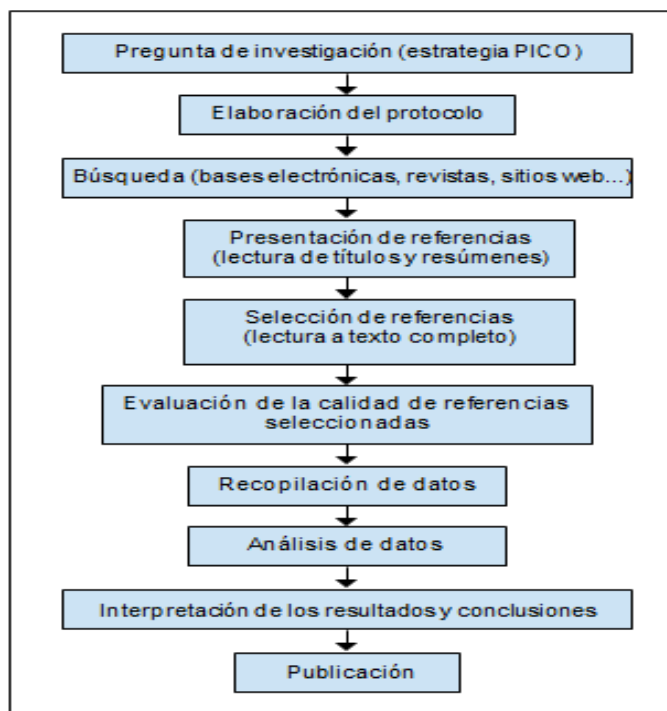 Pregunta de investigación (estrategia PICO)
Elaboración del protocolo
Búsqueda (bases electrónicas, revistas, sitios web...)
Presentación de referencias
(lectura de títulos y resúmenes)
Selección de referencias
(lectura a texto completo)
Evaluación de la calidad de referencias
seleccionadas
Recopilación de datos
Análisis de datos
Interpretación de los resultados y conclusiones
Publicación